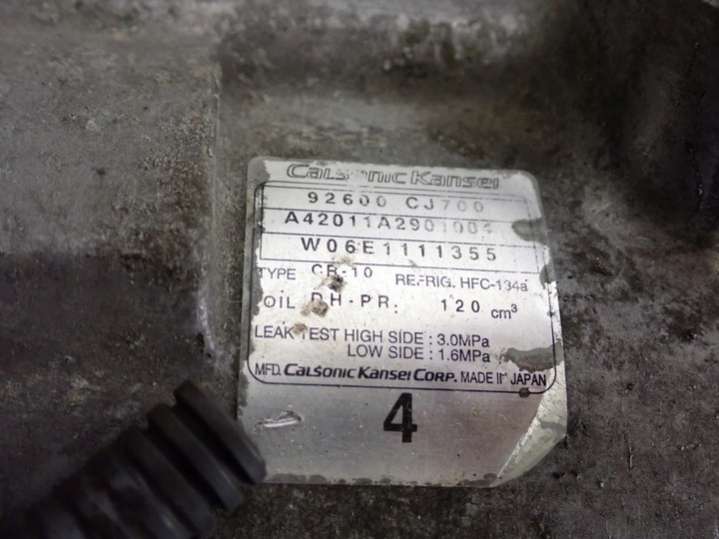 Calsonic Kansei
92600 CJ700
A42011A2901004
W06E1111355
TYPE CR-10 REFRIG. HFC-134a
OIL DH-PR: 120 cm³
LEAK TEST HIGH SIDE : 3.0MPa
LOW SIDE : 1.6MPa
MFD. CALSONIC KANSEI CORP. MADE IN JAPAN
4